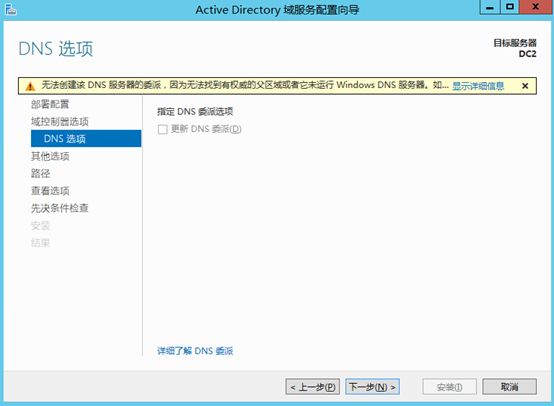 Active Directory 域服务配置向导
DNS 选项
目标服务器
DC2
无法创建该 DNS 服务器的委派，因为无法找到有权威的父区域或者它未运行 Windows DNS 服务器。如... 显示详细信息
部署配置
域控制器选项
DNS 选项
其他选项
路径
查看选项
先决条件检查
安装
结果
指定 DNS 委派选项
更新 DNS 委派(D)
详细了解 DNS 委派
< 上一步(P)
下一步(N) >
安装(I)
取消